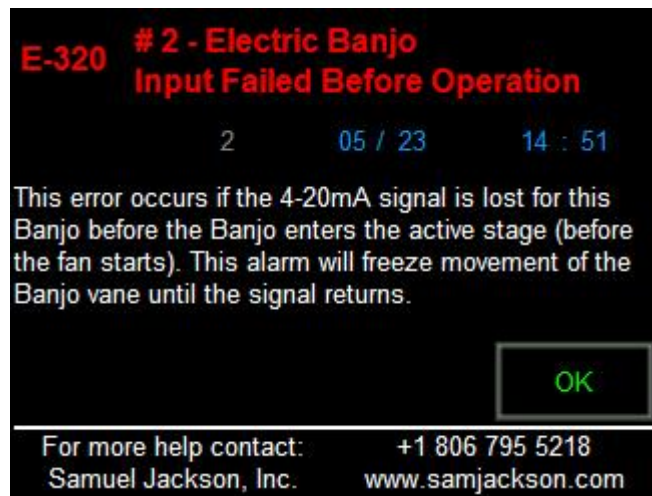 E-320 # 2 - Electric Banjo
Input Failed Before Operation
2 05 / 23 14 : 51
This error occurs if the 4-20mA signal is lost for this
Banjo before the Banjo enters the active stage (before
the fan starts). This alarm will freeze movement of the
Banjo vane until the signal returns.
OK
For more help contact: +1 806 795 5218
Samuel Jackson, Inc. www.samjackson.com